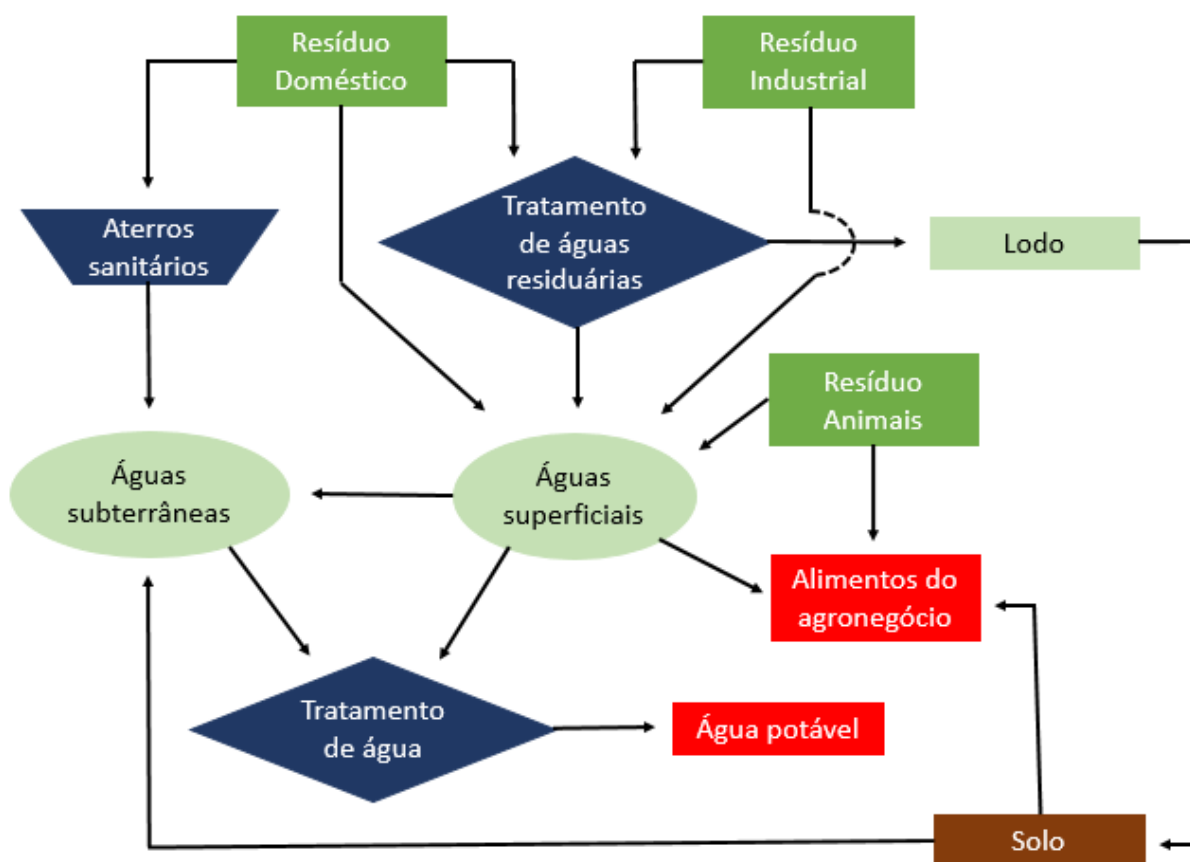 Resíduo
Doméstico
Resíduo
Industrial
Tratamento
de águas
residuárias
Aterros
sanitários
Lodo
Resíduo
Animais
Águas
subterrâneas
Águas
superficiais
Alimentos do
agronegócio
Tratamento
de água
Água potável
Solo